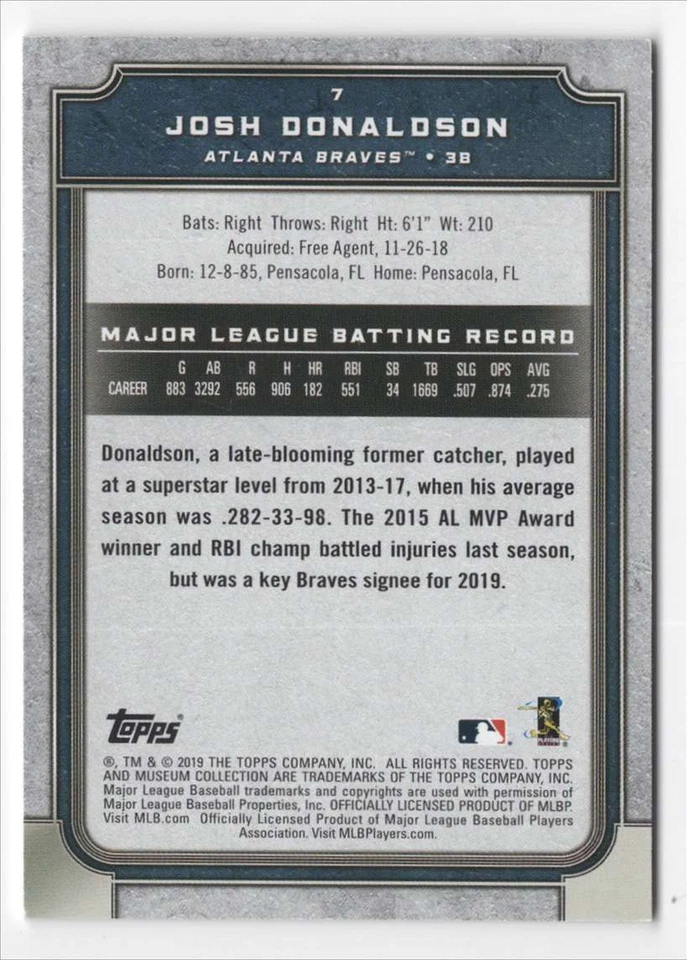 7
JOSH DONALDSON
ATLANTA BRAVES™ • 3B
Bats: Right Throws: Right Ht: 6'1" Wt: 210
Acquired: Free Agent, 11-26-18
Born: 12-8-85, Pensacola, FL Home: Pensacola, FL
MAJOR LEAGUE BATTING RECORD
G AB R H HR RBI SB TB SLG OPS AVG
CAREER 883 3292 556 906 182 551 34 1669 .507 .874 .275
Donaldson, a late-blooming former catcher, played
at a superstar level from 2013-17, when his average
season was .282-33-98. The 2015 AL MVP Award
winner and RBI champ battled injuries last season,
but was a key Braves signee for 2019.
Topps
®, TM & © 2019 THE TOPPS COMPANY, INC. ALL RIGHTS RESERVED. TOPPS
AND MUSEUM COLLECTION ARE TRADEMARKS OF THE TOPPS COMPANY, INC.
Major League Baseball trademarks and copyrights are used with permission of
Major League Baseball Properties, Inc. OFFICIALLY LICENSED PRODUCT OF MLBP.
Visit MLB.com Officially Licensed Product of Major League Baseball Players
Association. Visit MLBPlayers.com.